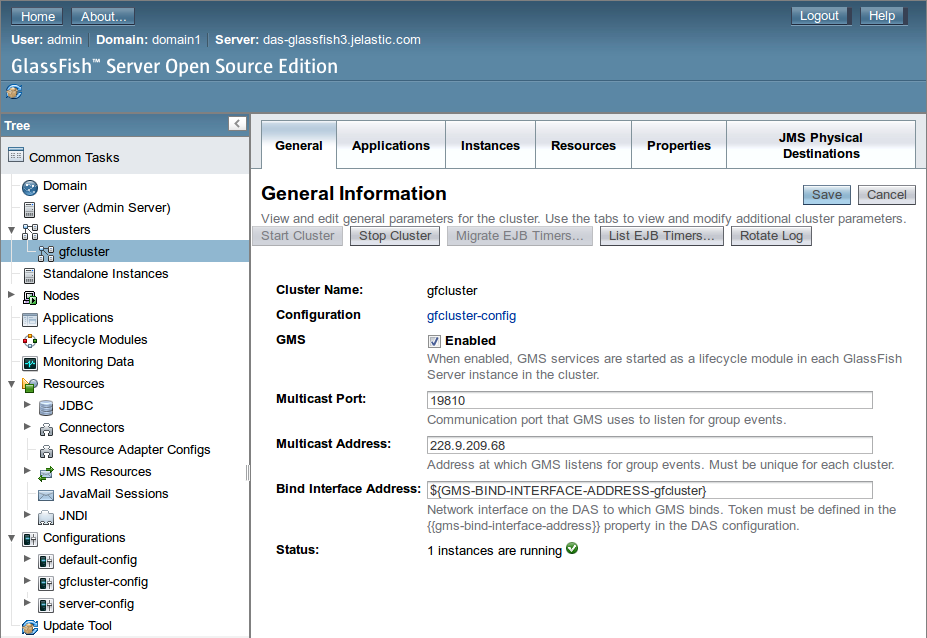 Home About... Logout Help
User: admin Domain: domain1 Server: das-glassfish3.jelastic.com
GlassFish™ Server Open Source Edition
Tree
Common Tasks
Domain
server (Admin Server)
Clusters
gfcluster
Standalone Instances
Nodes
Applications
Lifecycle Modules
Monitoring Data
Resources
JDBC
Connectors
Resource Adapter Configs
JMS Resources
JavaMail Sessions
JNDI
Configurations
default-config
gfcluster-config
server-config
Update Tool
General Applications Instances Resources Properties JMS Physical
Destinations
General Information Save Cancel
View and edit general parameters for the cluster. Use the tabs to view and modify additional cluster parameters.
Start Cluster Stop Cluster Migrate EJB Timers... List EJB Timers... Rotate Log
Cluster Name: gfcluster
Configuration gfcluster-config
GMS Enabled
When enabled, GMS services are started as a lifecycle module in each GlassFish
Server instance in the cluster.
Multicast Port: 19810
Communication port that GMS uses to listen for group events.
Multicast Address: 228.9.209.68
Address at which GMS listens for group events. Must be unique for each cluster.
Bind Interface Address: ${GMS-BIND-INTERFACE-ADDRESS-gfcluster}
Network interface on the DAS to which GMS binds. Token must be defined in the
{{gms-bind-interface-address}} property in the DAS configuration.
Status: 1 instances are running